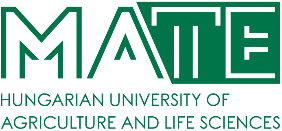 MATE
HUNGARIAN UNIVERSITY OF
AGRICULTURE AND LIFE SCIENCES